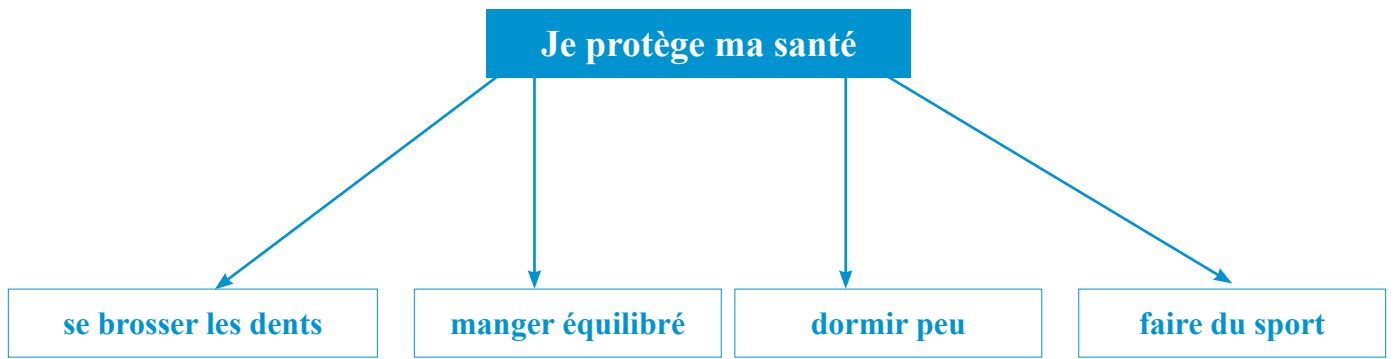 Je protège ma santé
se brosser les dents
manger équilibré
dormir peu
faire du sport